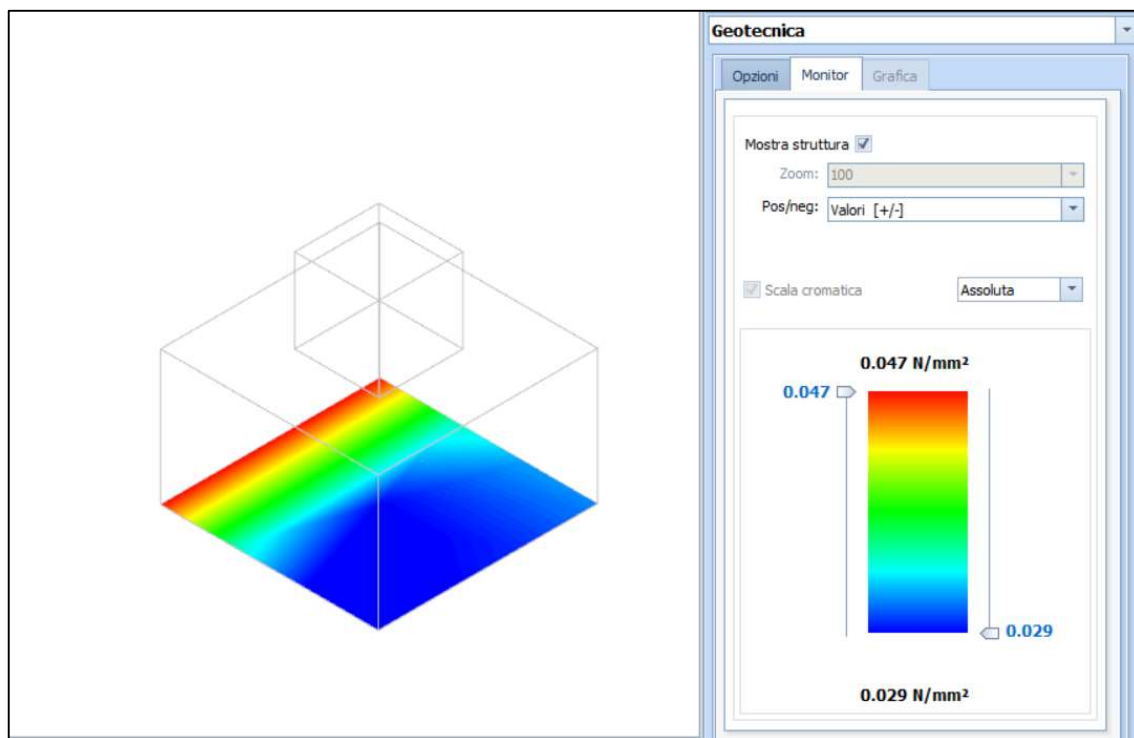 Geotecnica
Opzioni Monitor Grafica
Mostra struttura
Zoom: 100
Pos/neg: Valori [+/-]
Scala cromatica Assoluta
0.047 N/mm²
0.047
0.029
0.029 N/mm²